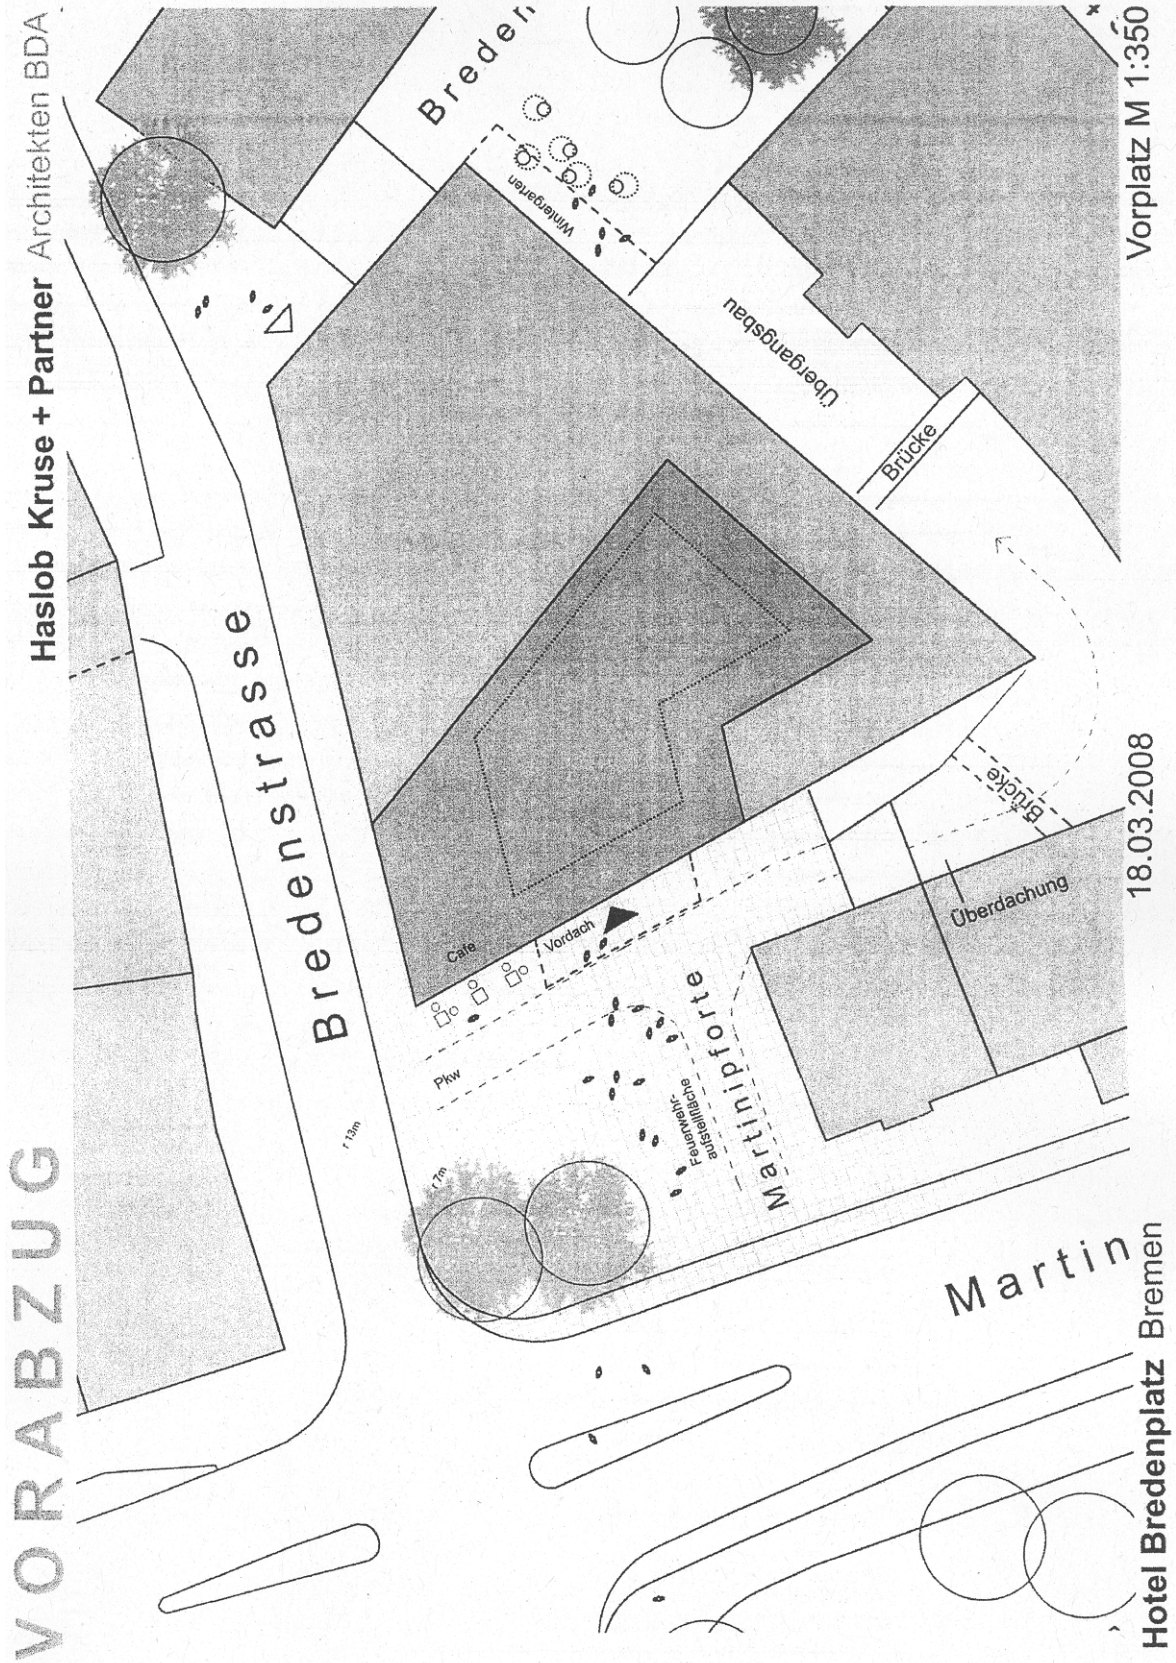 VORABZUG
Haslob Kruse + Partner Architekten BDA
Breden
Wintergarten
Übergangsbau
Brücke
Bredenstrasse
Brücke
Überdachung
Cafe
Vordach
Pkw
Martinipforte
Feuerwehr-
aufstellfläche
r 13m
r 7m
Martin
Hotel Bredenplatz Bremen
18.03.2008
Vorplatz M 1:350